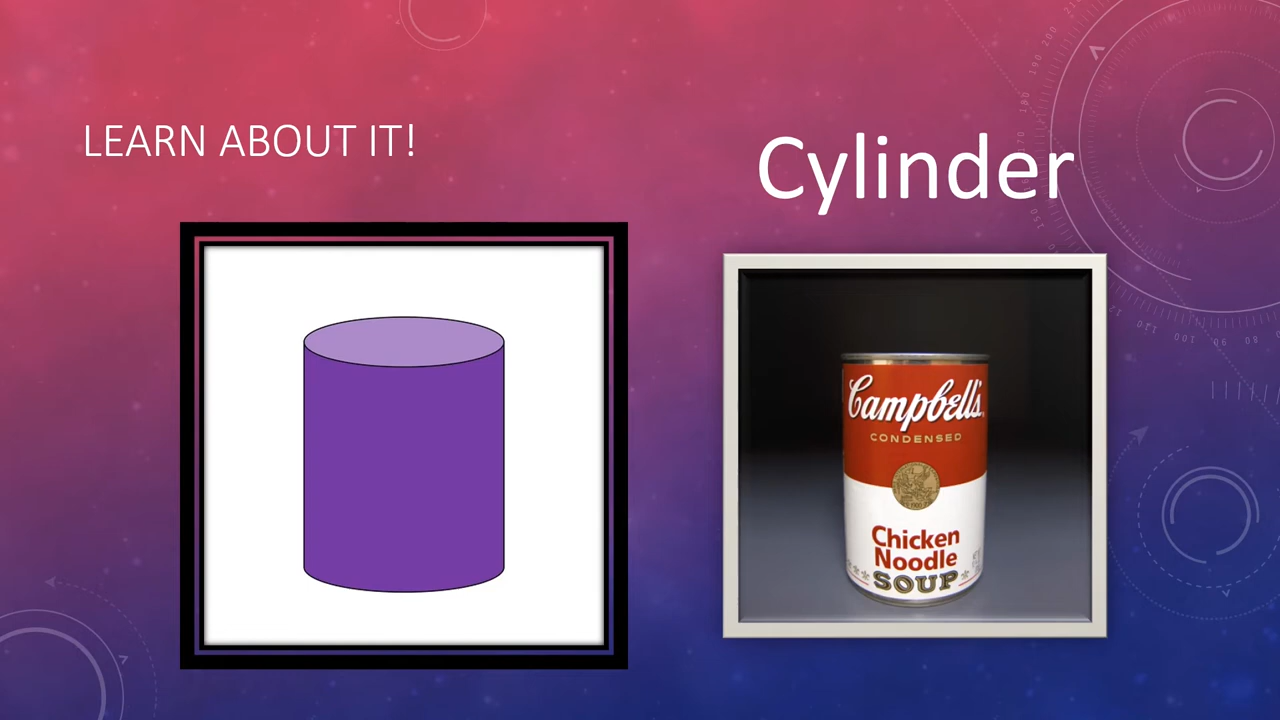 LEARN ABOUT IT!
Cylinder
Campbell's
CONDENSED
Chicken
Noodle
SOUP